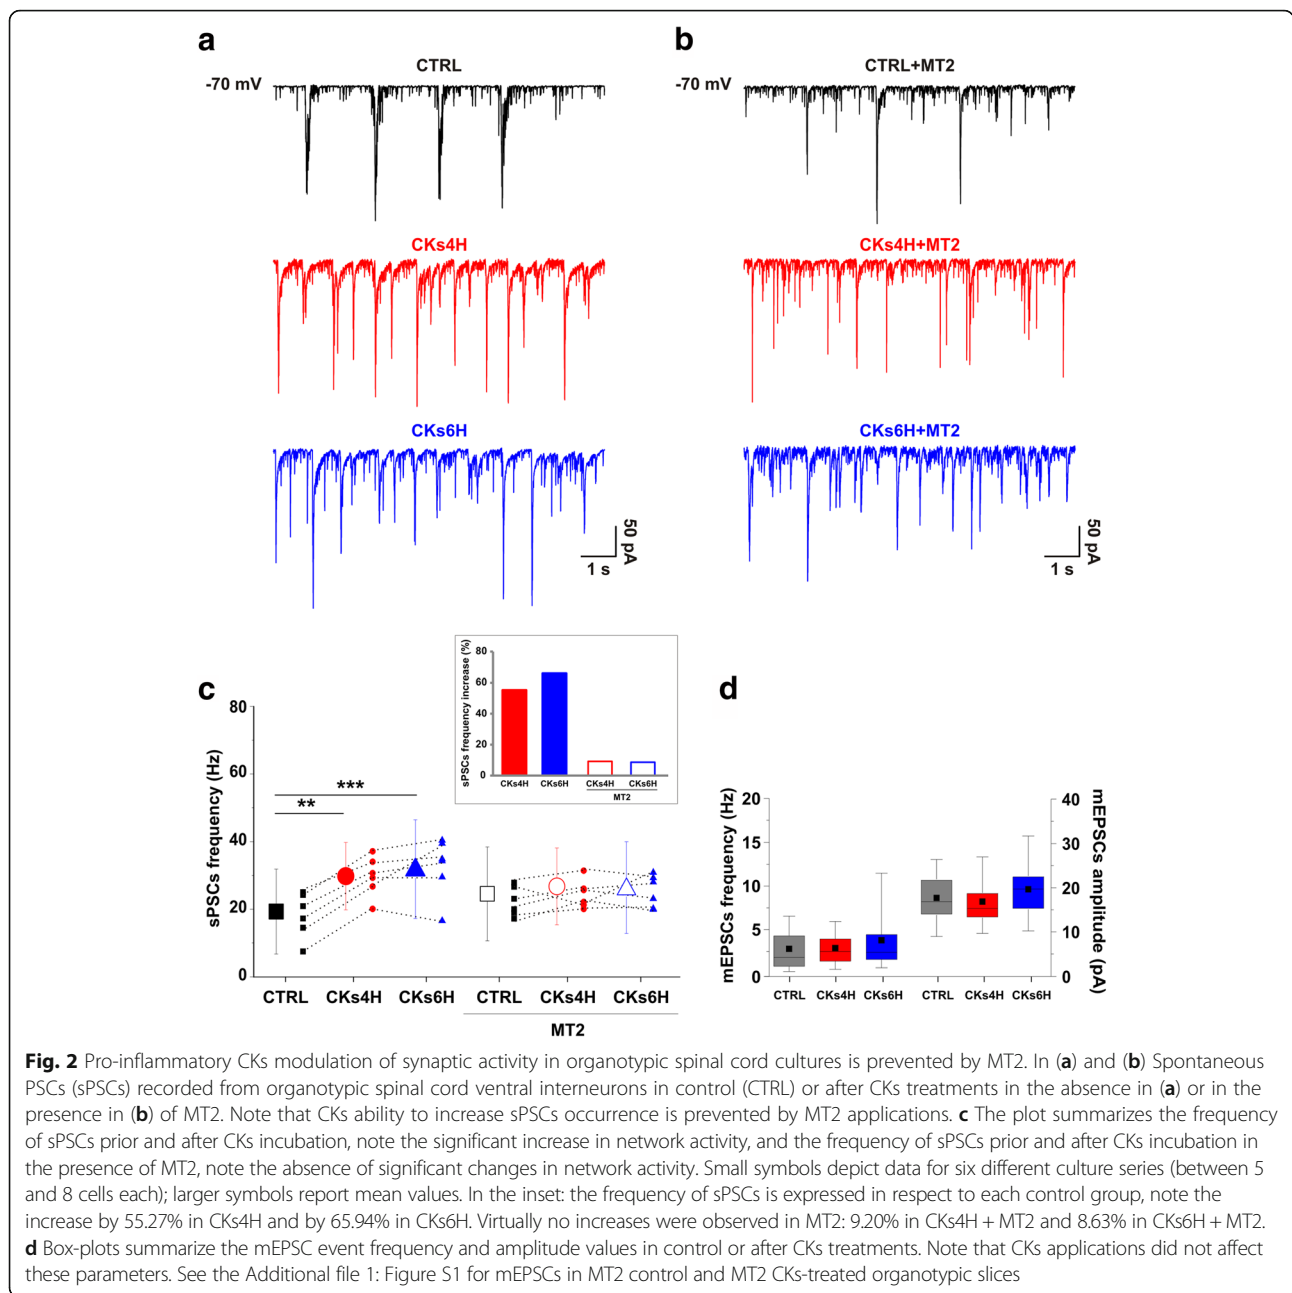 a
CTRL
-70 mV
CKs4H
CKs6H
50 pA
1 s
b
CTRL+MT2
-70 mV
CKs4H+MT2
CKs6H+MT2
50 pA
1 s
c
sPSCs frequency (Hz)
80
60
40
20
0
***
**
CTRL CKs4H CKs6H CTRL CKs4H CKs6H
MT2
sPSCs frequency increase (%)
80
60
40
20
0
CKs4H CKs6H CKs4H CKs6H
MT2
d
mEPSCs frequency (Hz)
20
15
10
5
0
CTRL CKs4H CKs6H CTRL CKs4H CKs6H
40
30
20
10
0
mEPSCs amplitude (pA)
Fig. 2 Pro-inflammatory CKs modulation of synaptic activity in organotypic spinal cord cultures is prevented by MT2. In (a) and (b) Spontaneous
PSCs (sPSCs) recorded from organotypic spinal cord ventral interneurons in control (CTRL) or after CKs treatments in the absence in (a) or in the
presence in (b) of MT2. Note that CKs ability to increase sPSCs occurrence is prevented by MT2 applications. c The plot summarizes the frequency
of sPSCs prior and after CKs incubation, note the significant increase in network activity, and the frequency of sPSCs prior and after CKs incubation in
the presence of MT2, note the absence of significant changes in network activity. Small symbols depict data for six different culture series (between 5
and 8 cells each); larger symbols report mean values. In the inset: the frequency of sPSCs is expressed in respect to each control group, note the
increase by 55.27% in CKs4H and by 65.94% in CKs6H. Virtually no increases were observed in MT2: 9.20% in CKs4H + MT2 and 8.63% in CKs6H + MT2.
d Box-plots summarize the mEPSC event frequency and amplitude values in control or after CKs treatments. Note that CKs applications did not affect
these parameters. See the Additional file 1: Figure S1 for mEPSCs in MT2 control and MT2 CKs-treated organotypic slices